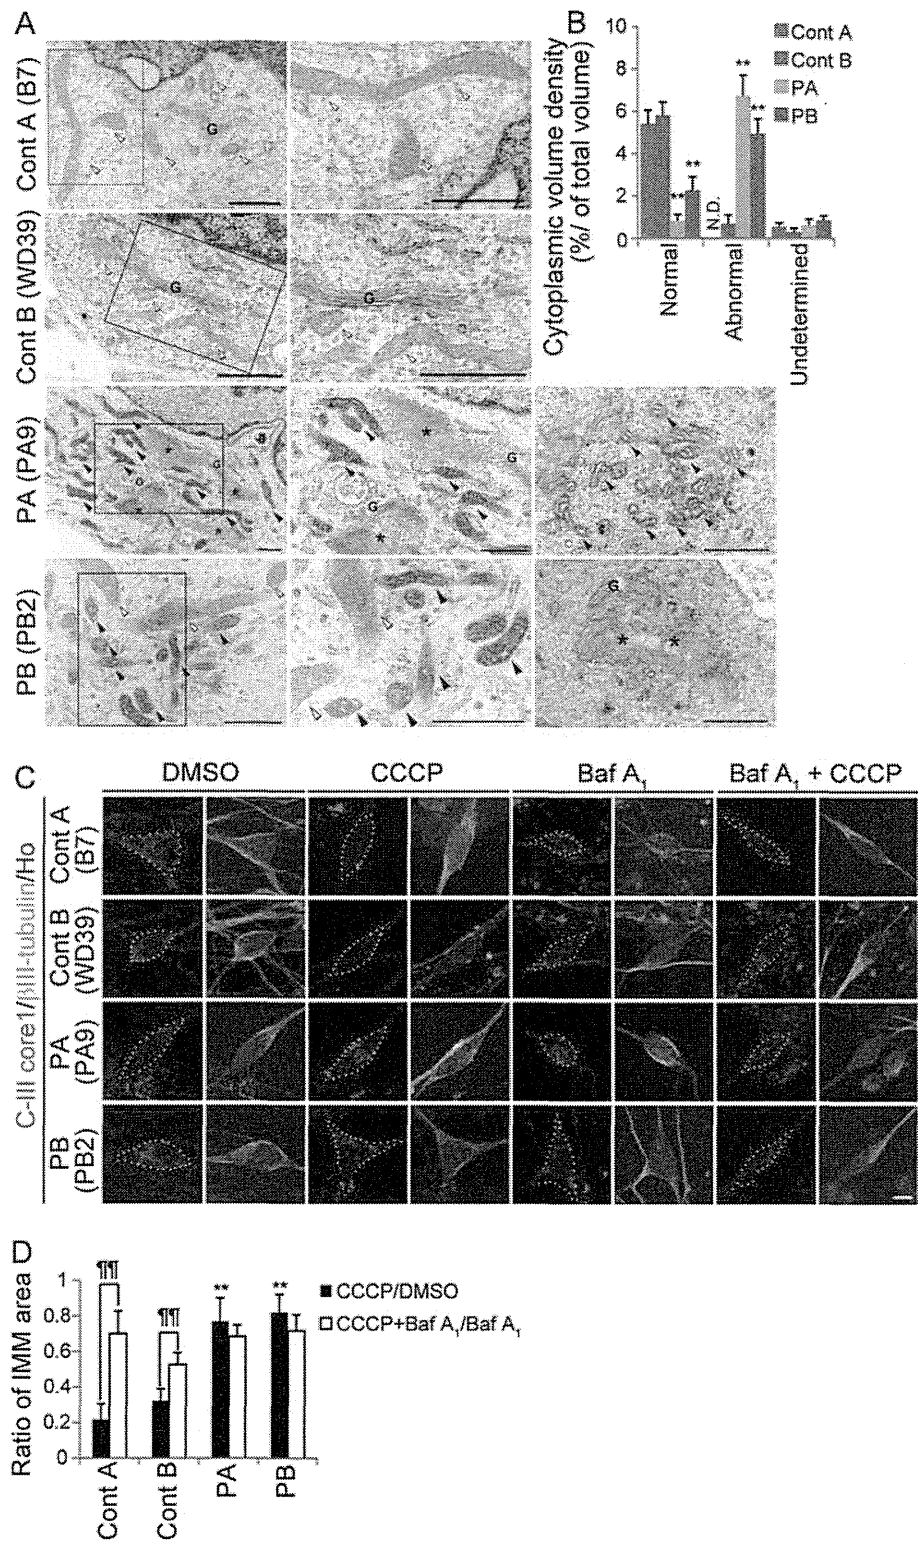 A
Cont A (B7)
G
Cont B (WD39)
G
G
PA (PA9)
*
G
G
*
*
G
G
*
PB (PB2)
G
*
*
B
Cytoplasmic volume density
(%/ of total volume)
10
8
6
4
2
0
**
**
N.D.
**
**
Normal
Abnormal
Undetermined
Cont A
Cont B
PA
PB
C
DMSO
CCCP
Baf A1
Baf A1 + CCCP
C-III core1/βIII-tubulin/Ho
Cont A
(B7)
Cont B
(WD39)
PA
(PA9)
PB
(PB2)
D
Ratio of IMM area
1
0.8
0.6
0.4
0.2
0
¶¶
¶¶
**
**
Cont A
Cont B
PA
PB
CCCP/DMSO
CCCP+Baf A1/Baf A1